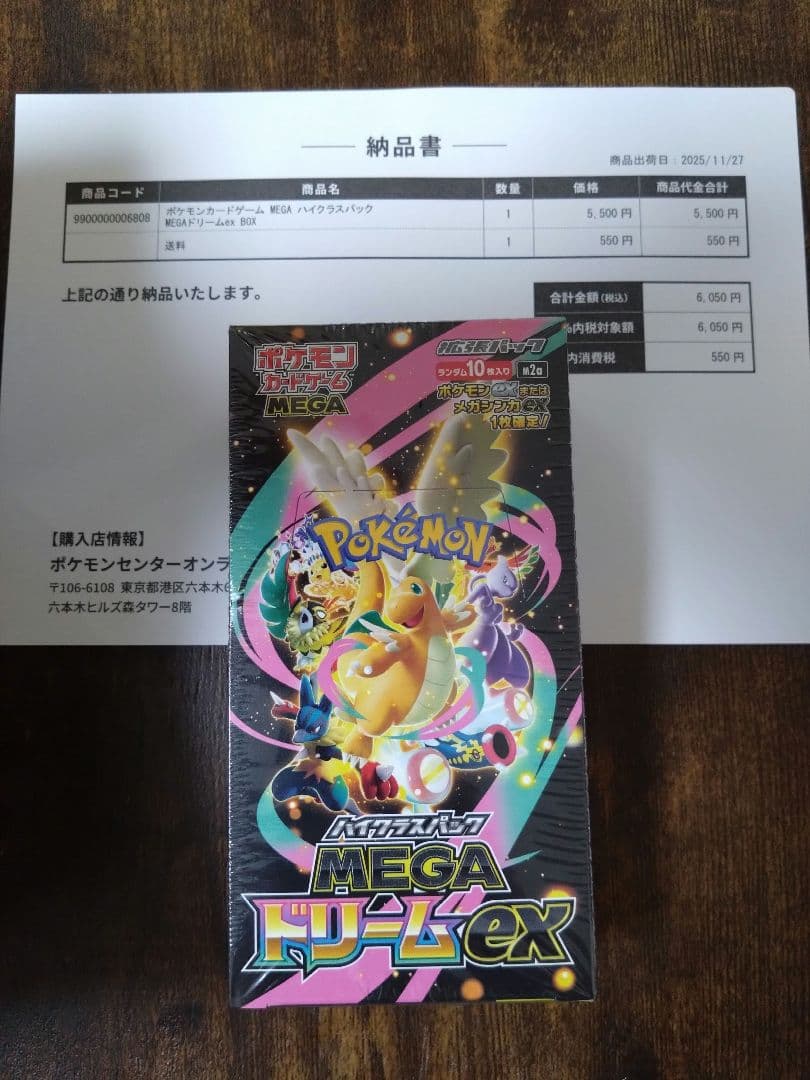 納品書
商品出荷日：2025/11/27
商品コード 商品名 数量 価格 商品代金合計
9900000006808 ポケモンカードゲーム MEGA ハイクラスパック 1 5,500 円 5,500 円
MEGAドリームex BOX
送料 1 550 円 550 円
上記の通り納品いたします。
合計金額(税込) 6,050 円
%内税対象額 6,050 円
内消費税 550 円
【購入店情報】
ポケモンセンターオンラ
〒106-6108 東京都港区六本木6
六本木ヒルズ森タワー8階
ポケモン
カードゲーム
MEGA
拡張パック
ランダム10枚入り
ポケモンexまたは
メガシンカex
1枚確定!!
POKéMON
ハイクラスパック
MEGA
ドリームex